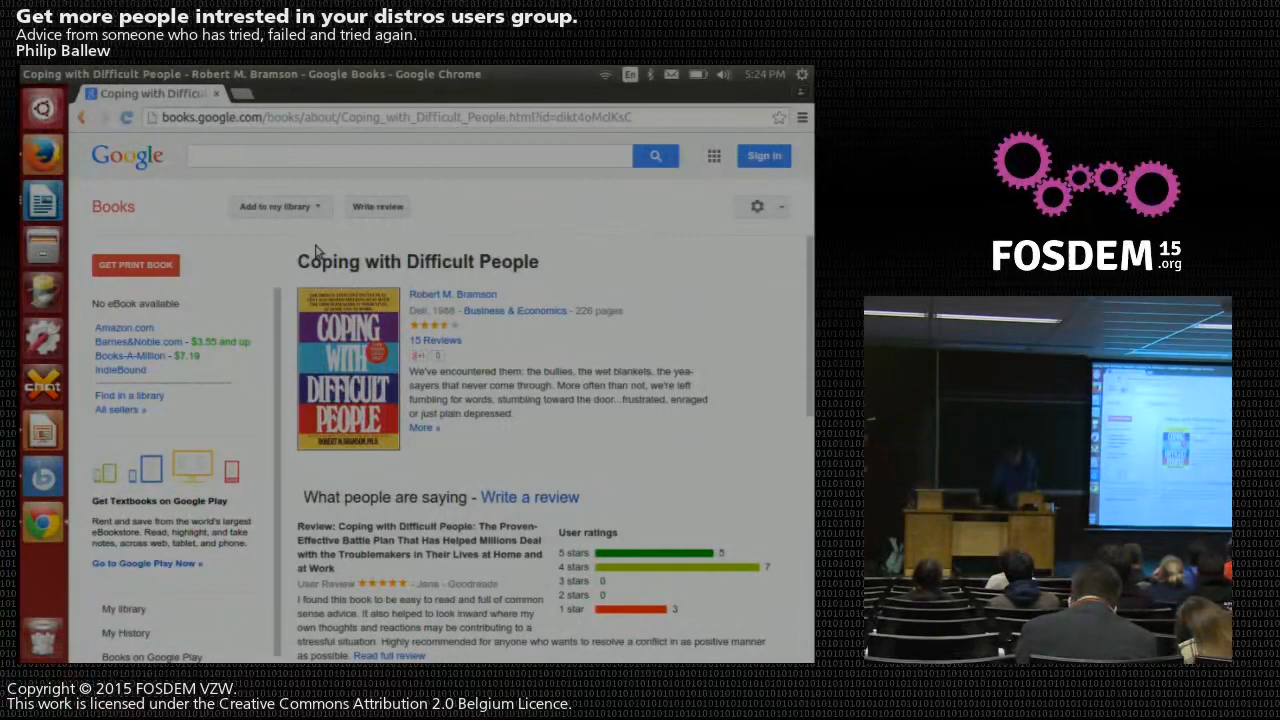 Get more people intrested in your distros users group.
Advice from someone who has tried, failed and tried again.
Philip Ballew
Coping with Difficult People - Robert M. Bramson - Google Books - Google Chrome
En
5:24 PM
Coping with Difficul
books.google.com/books/about/Coping_with_Difficult_People.html?id=dikt4oMclKsC
Google
Sign in
Books
Add to my library
Write review
GET PRINT BOOK
No eBook available
Amazon.com
Barnes&Noble.com - $3.55 and up
Books-A-Million - $7.19
IndieBound
Find in a library
All sellers »
Get Textbooks on Google Play
Rent and save from the world's largest
eBookstore. Read, highlight, and take
notes, across web, tablet, and phone.
Go to Google Play Now »
My library
My History
Books on Google Play
Coping with Difficult People
COPING
WITH
DIFFICULT
PEOPLE
ROBERT M. BRAMSON, PH.D.
Robert M. Bramson
Dell, 1988 - Business & Economics - 226 pages
15 Reviews
g+1 0
We've encountered them: the bullies, the wet blankets, the yea-
sayers that never come through. More often than not, we're left
fumbling for words, stumbling toward the door...frustrated, enraged
or just plain depressed.
More »
What people are saying - Write a review
Review: Coping with Difficult People: The Proven-
Effective Battle Plan That Has Helped Millions Deal
with the Troublemakers in Their Lives at Home and
at Work
User Review - Jens - Goodreads
I found this book to be easy to read and full of common
sense advice. It also helped to look inward where my
own thoughts and reactions may be contributing to a
stressful situation. Highly recommended for anyone who wants to resolve a conflict in as positive manner
as possible. Read full review
User ratings
5 stars 5
4 stars 7
3 stars 0
2 stars 0
1 star 3
FOSDEM 15
.org
Copyright © 2015 FOSDEM VZW.
This work is licensed under the Creative Commons Attribution 2.0 Belgium Licence.